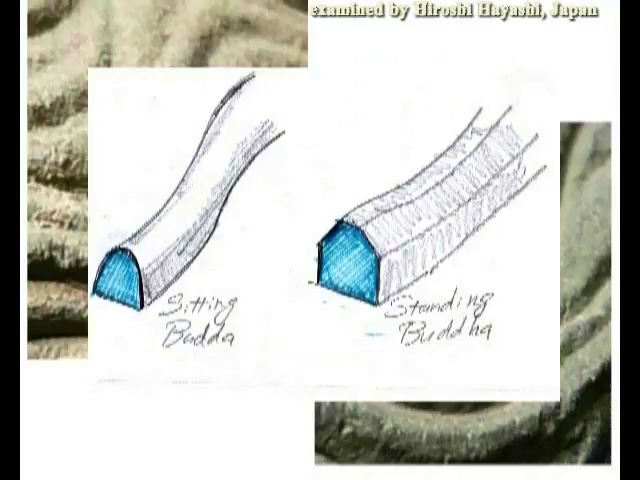 examined by Hiroshi Hayashi, Japan
Sitting
Budda
Standing
Buddha